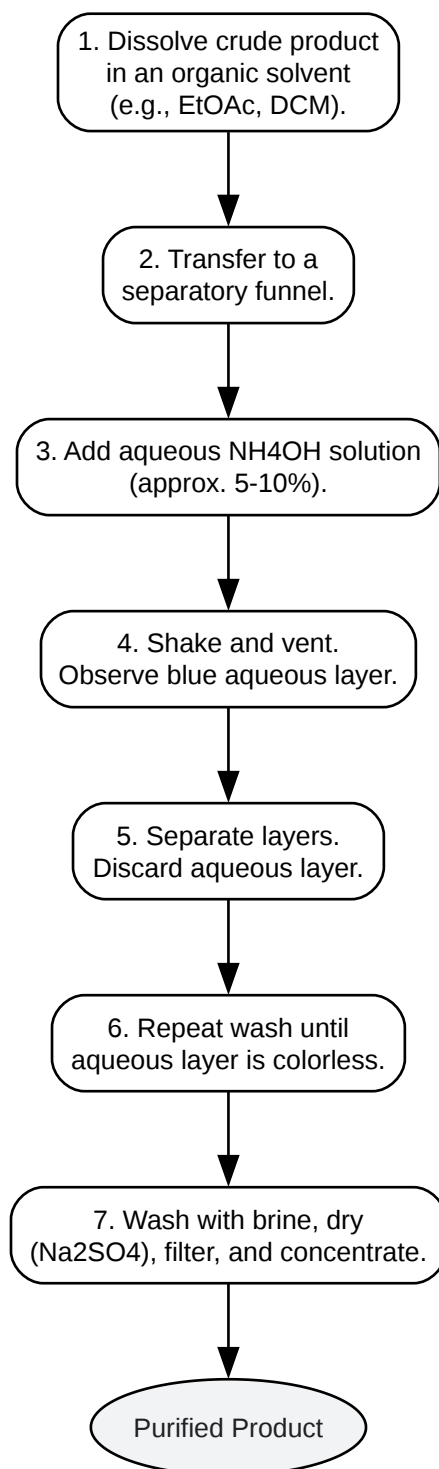 1. Dissolve crude product
in an organic solvent
(e.g., EtOAc, DCM).
2. Transfer to a
separatory funnel.
3. Add aqueous NH4OH solution
(approx. 5-10%).
4. Shake and vent.
Observe blue aqueous layer.
5. Separate layers.
Discard aqueous layer.
6. Repeat wash until
aqueous layer is colorless.
7. Wash with brine, dry
(Na2SO4), filter, and concentrate.
Purified Product